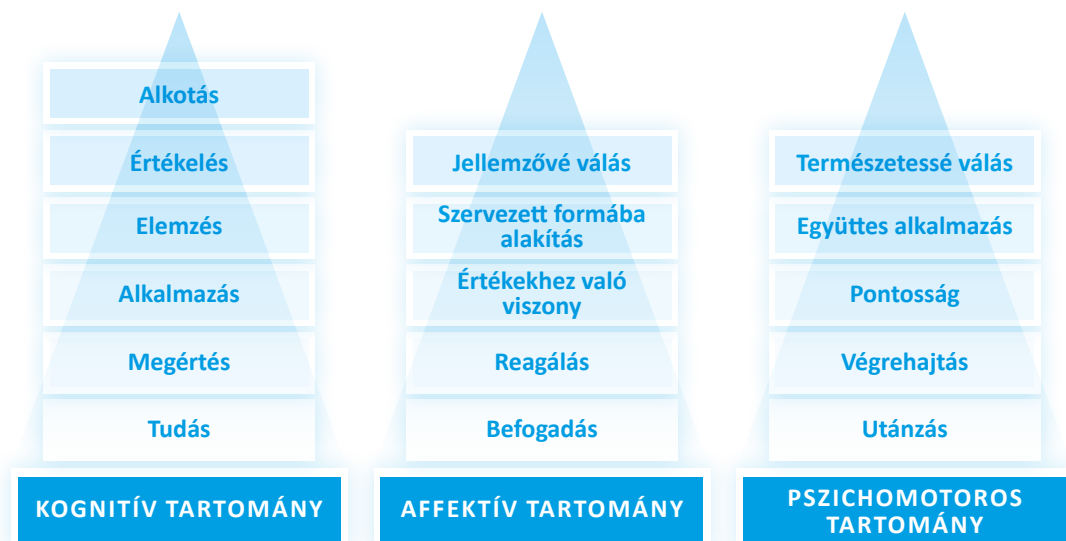 Alkotás
Értékelés
Elemzés
Alkalmazás
Megértés
Tudás
KOGNITÍV TARTOMÁNY
Jellemzővé válás
Szervezett formába
alakítás
Értékekhez való
viszony
Reagálás
Befogadás
AFFEKTÍV TARTOMÁNY
Természetessé válás
Együttes alkalmazás
Pontosság
Végrehajtás
Utánzás
PSZICHOMOTOROS
TARTOMÁNY